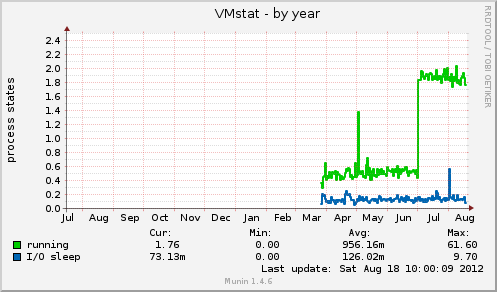 VMstat - by year
RRDTOOL / TOBI OETIKER
process states
2.4
2.2
2.0
1.8
1.6
1.4
1.2
1.0
0.8
0.6
0.4
0.2
0.0
Jul Aug Sep Oct Nov Dec Jan Feb Mar Apr May Jun Jul Aug
Cur: Min: Avg: Max:
running 1.76 0.00 956.16m 61.60
I/O sleep 73.13m 0.00 126.02m 9.70
Last update: Sat Aug 18 10:00:09 2012
Munin 1.4.6